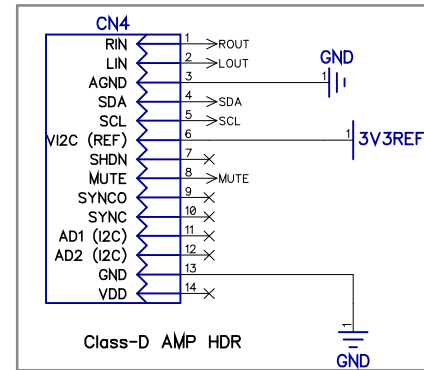 CN4
RIN 1 ROUT
LIN 2 LOUT
AGND 3 1 GND
SDA 4 SDA
SCL 5 SCL
VI2C (REF) 6 1 3V3REF
SHDN 7
MUTE 8 MUTE
SYNCO 9
SYNC 10
AD1 (I2C) 11
AD2 (I2C) 12
GND 13
VDD 14
1
Class-D AMP HDR
GND